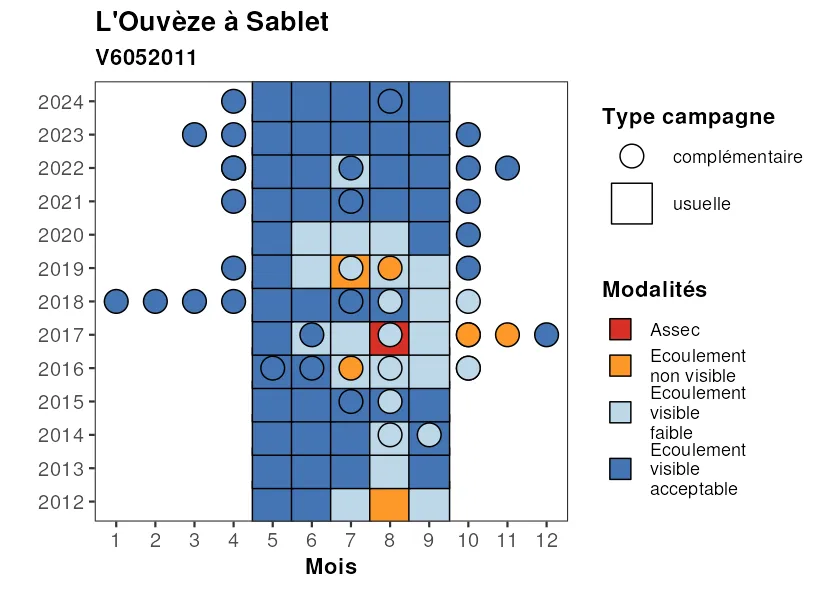 L'Ouvèze à Sablet
V6052011
2024
2023
2022
2021
2020
2019
2018
2017
2016
2015
2014
2013
2012
1 2 3 4 5 6 7 8 9 10 11 12
Mois
Type campagne
complémentaire
usuelle
Modalités
Assec
Ecoulement
non visible
Ecoulement
visible
faible
Ecoulement
visible
acceptable